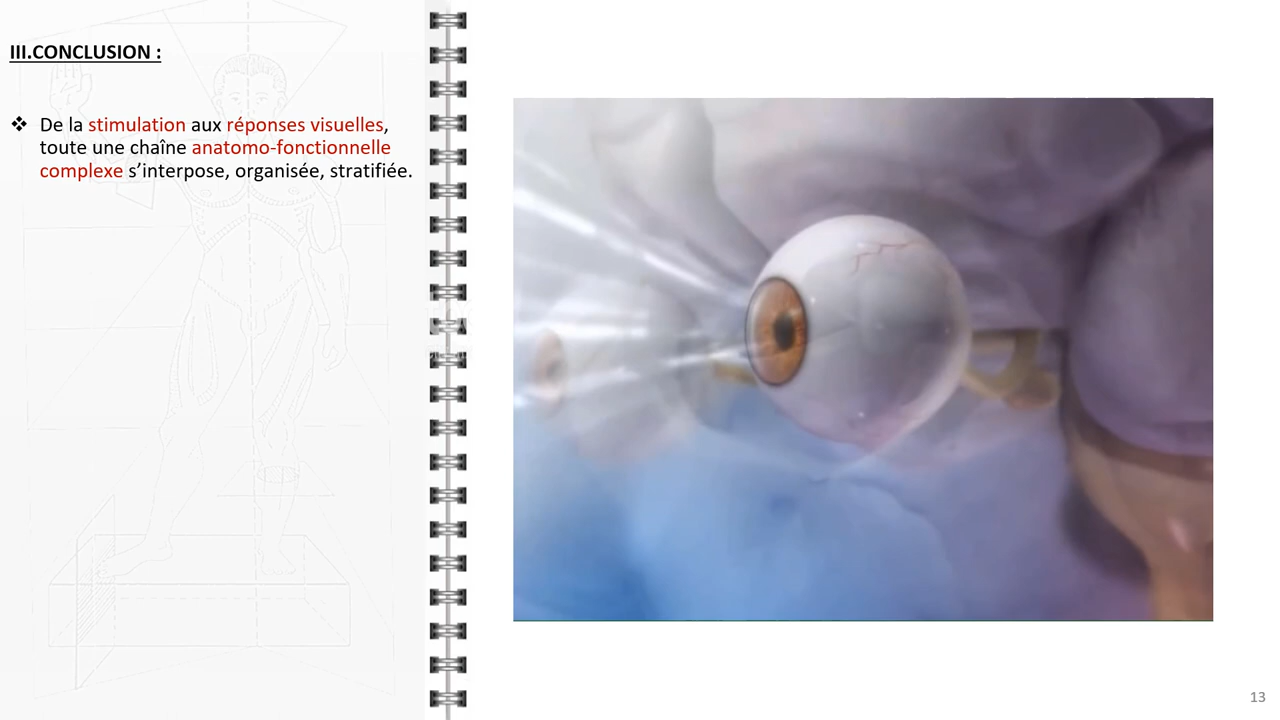 III.CONCLUSION :
❖ De la stimulation aux réponses visuelles,
toute une chaîne anatomo-fonctionnelle
complexe s’interpose, organisée, stratifiée.
13